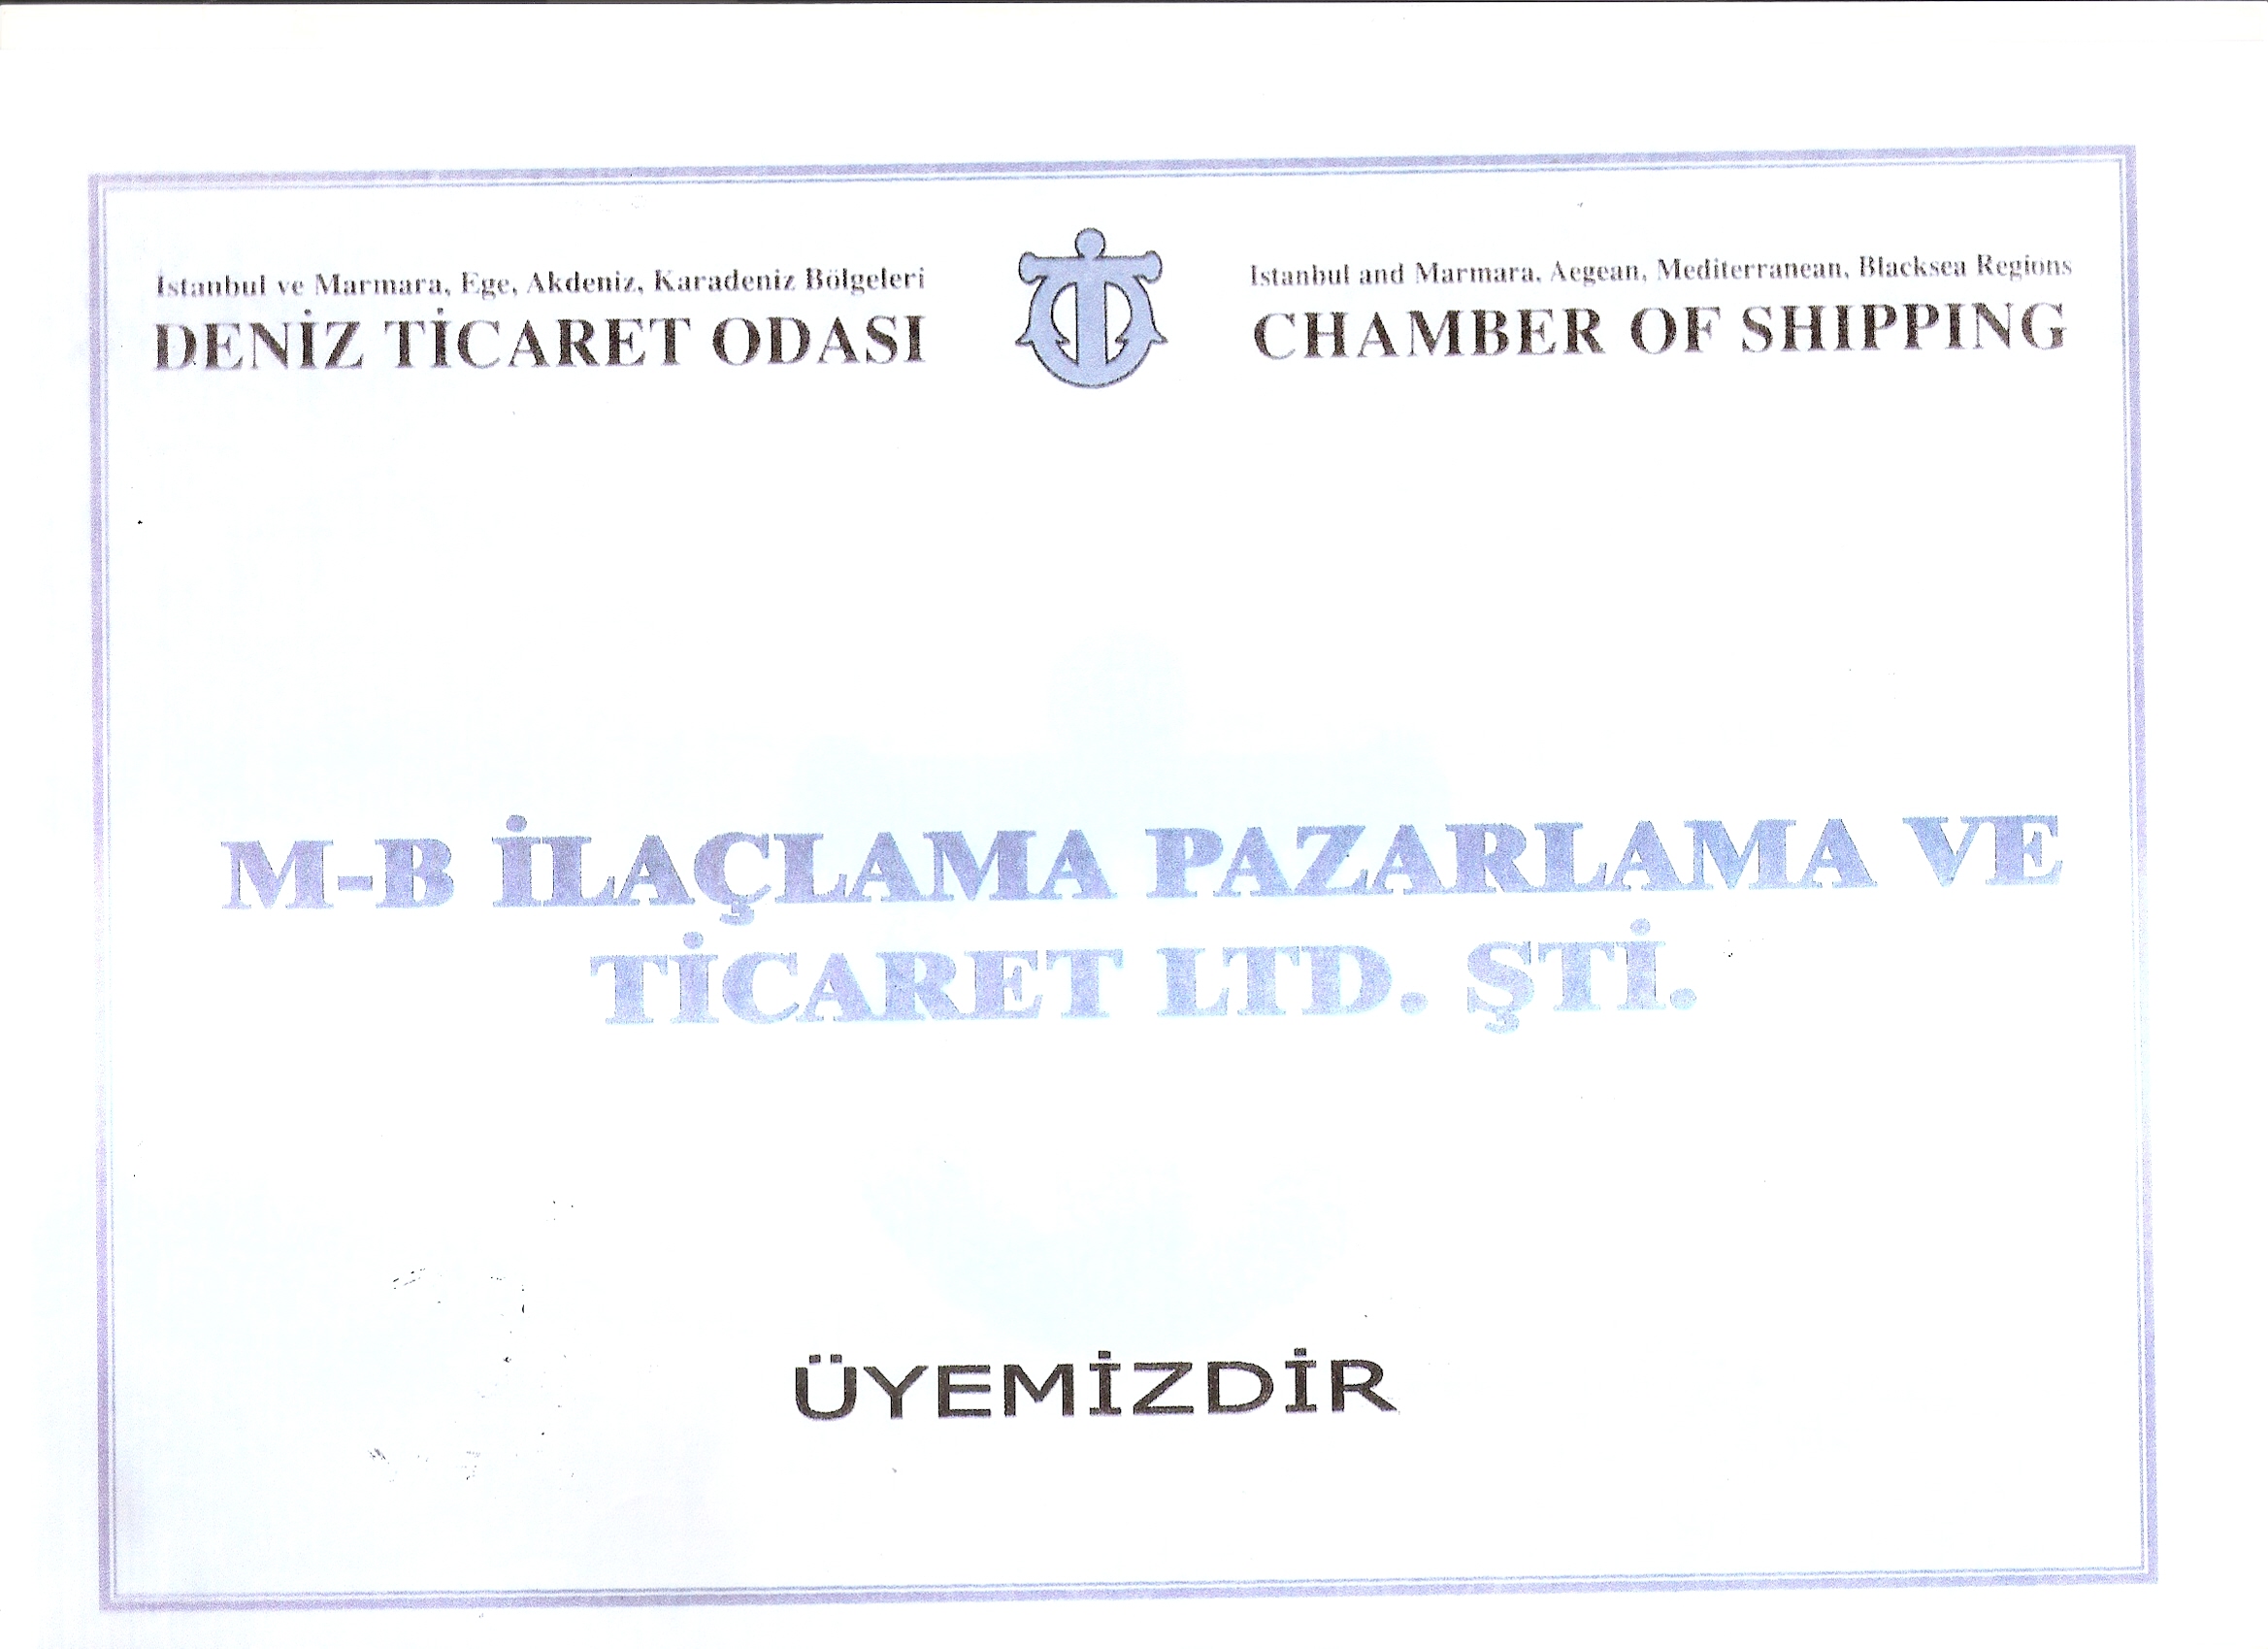 İstanbul ve Marmara, Ege, Akdeniz, Karadeniz Bölgeleri
DENİZ TİCARET ODASI
Istanbul and Marmara, Aegean, Mediterranean, Blacksea Regions
CHAMBER OF SHIPPING
M-B İLAÇLAMA PAZARLAMA VE
TİCARET LTD. ŞTİ.
ÜYEMİZDİR